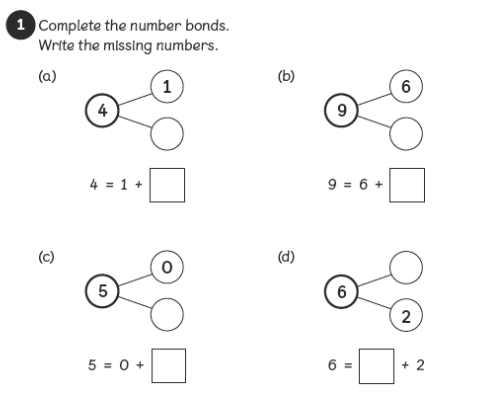 1 Complete the number bonds.
Write the missing numbers.
(a) (b)
1 6
4 9
4 = 1 + 9 = 6 +
(c) (d)
0
5 6
2
5 = 0 + 6 = + 2